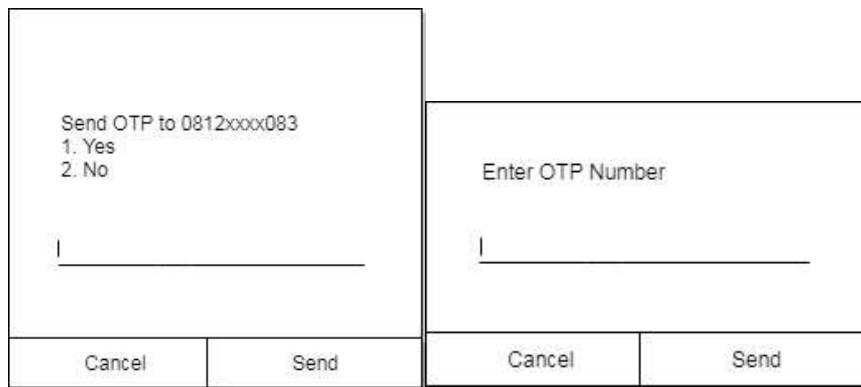 Send OTP to 0812xxxx083
1. Yes
2. No
Cancel
Send
Enter OTP Number
Cancel
Send